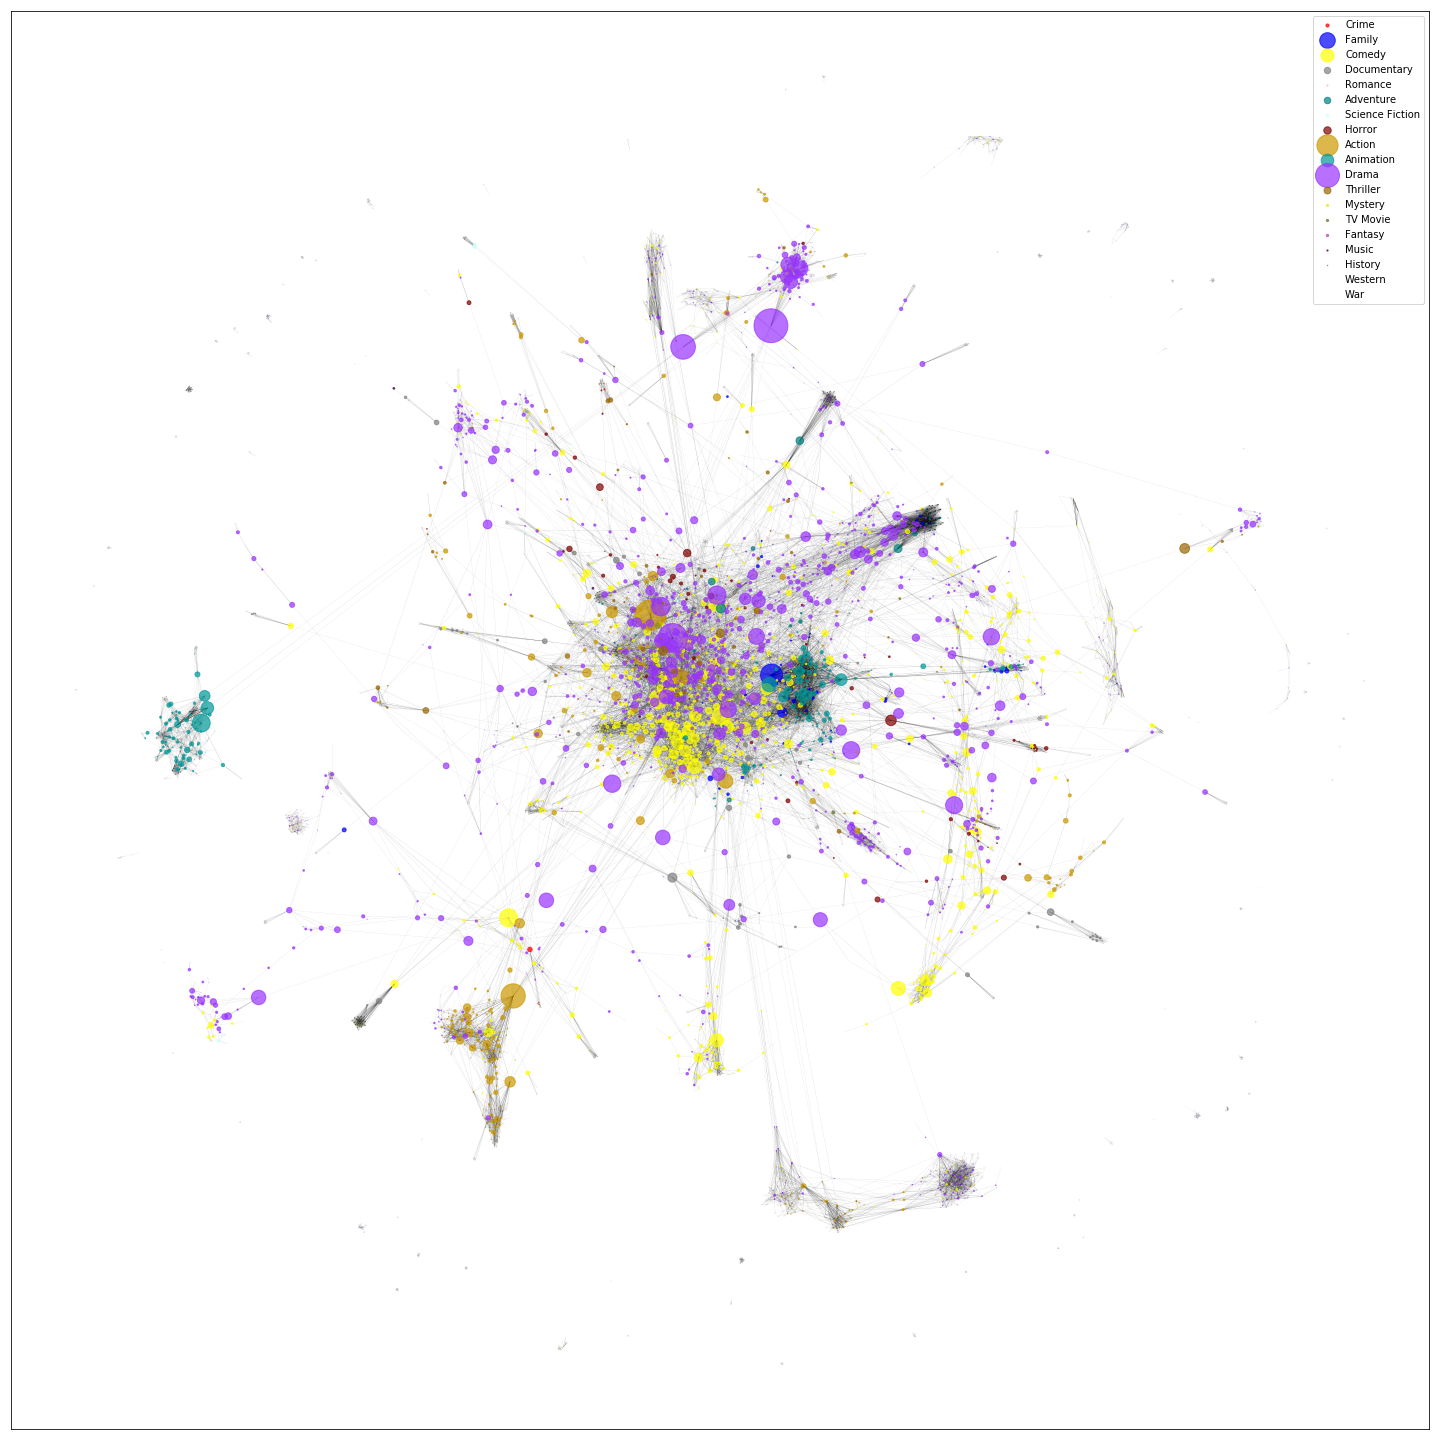 Crime
Family
Comedy
Documentary
Romance
Adventure
Science Fiction
Horror
Action
Animation
Drama
Thriller
Mystery
TV Movie
Fantasy
Music
History
Western
War